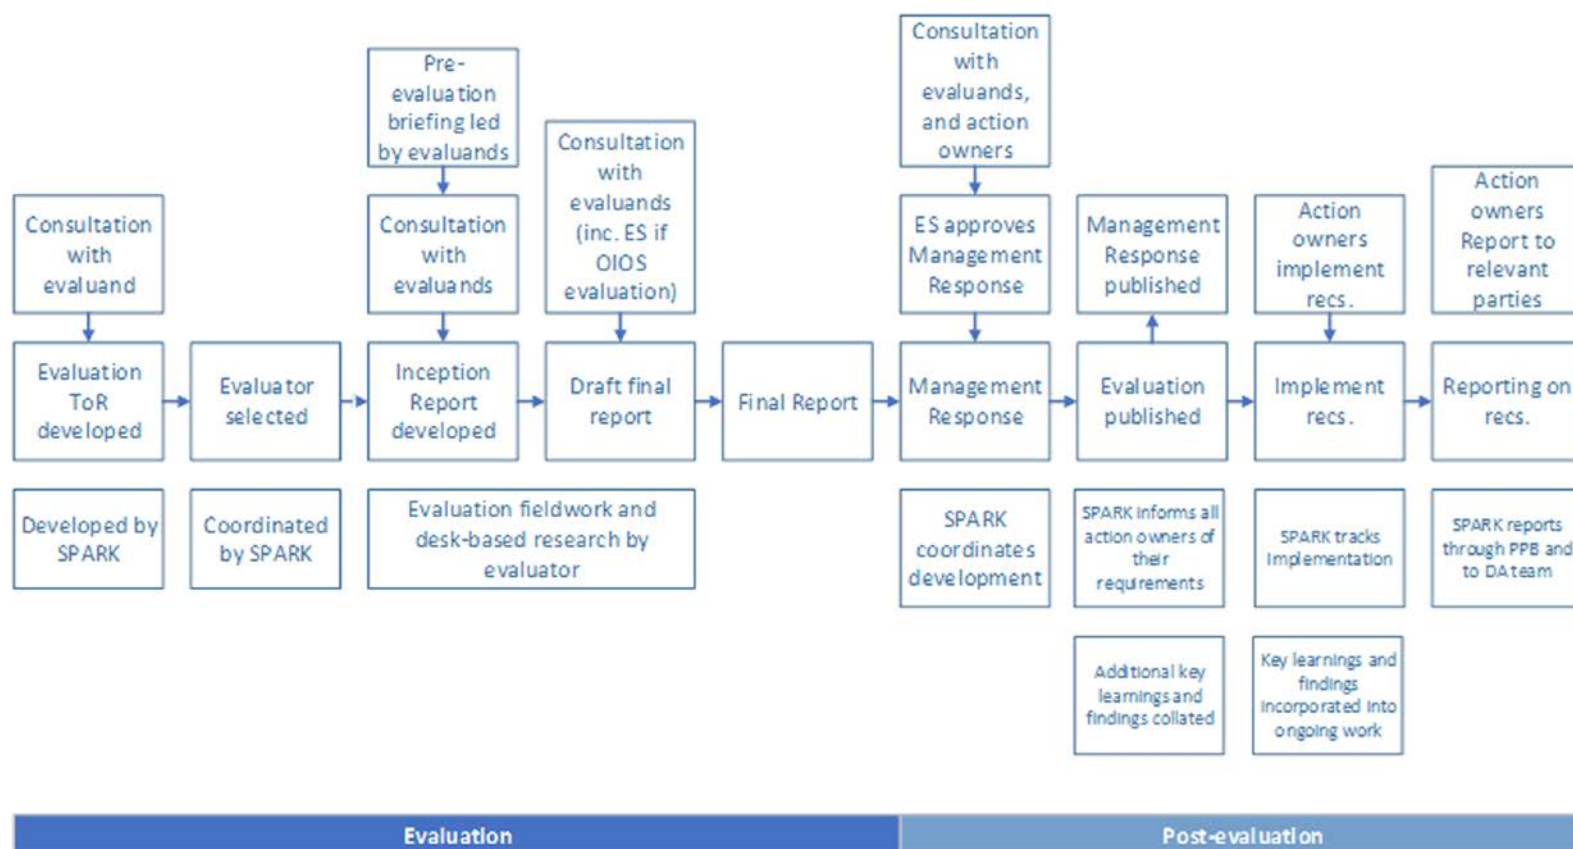 Consultation
with
evaluands,
and action
owners
Pre-
evaluation
briefing led
by evaluands
Consultation
with
evaluands
(inc. ES if
OIOS
evaluation)
Consultation
with
evaluand
Consultation
with
evaluands
ES approves
Management
Response
Management
Response
published
Action
owners
implement
recs.
Action
owners
Report to
relevant
parties
Evaluation
ToR
developed
Evaluator
selected
Inception
Report
developed
Draft final
report
Final Report
Management
Response
Evaluation
published
Implement
recs.
Reporting on
recs.
Developed by
SPARK
Coordinated
by SPARK
Evaluation fieldwork and
desk-based research by
evaluator
SPARK
coordinates
development
SPARK informs all
action owners of
their
requirements
SPARK tracks
Implementation
SPARK reports
through PPB and
to DA team
Additional key
learnings and
findings collated
Key learnings and
findings
incorporated into
ongoing work
Evaluation
Post-evaluation